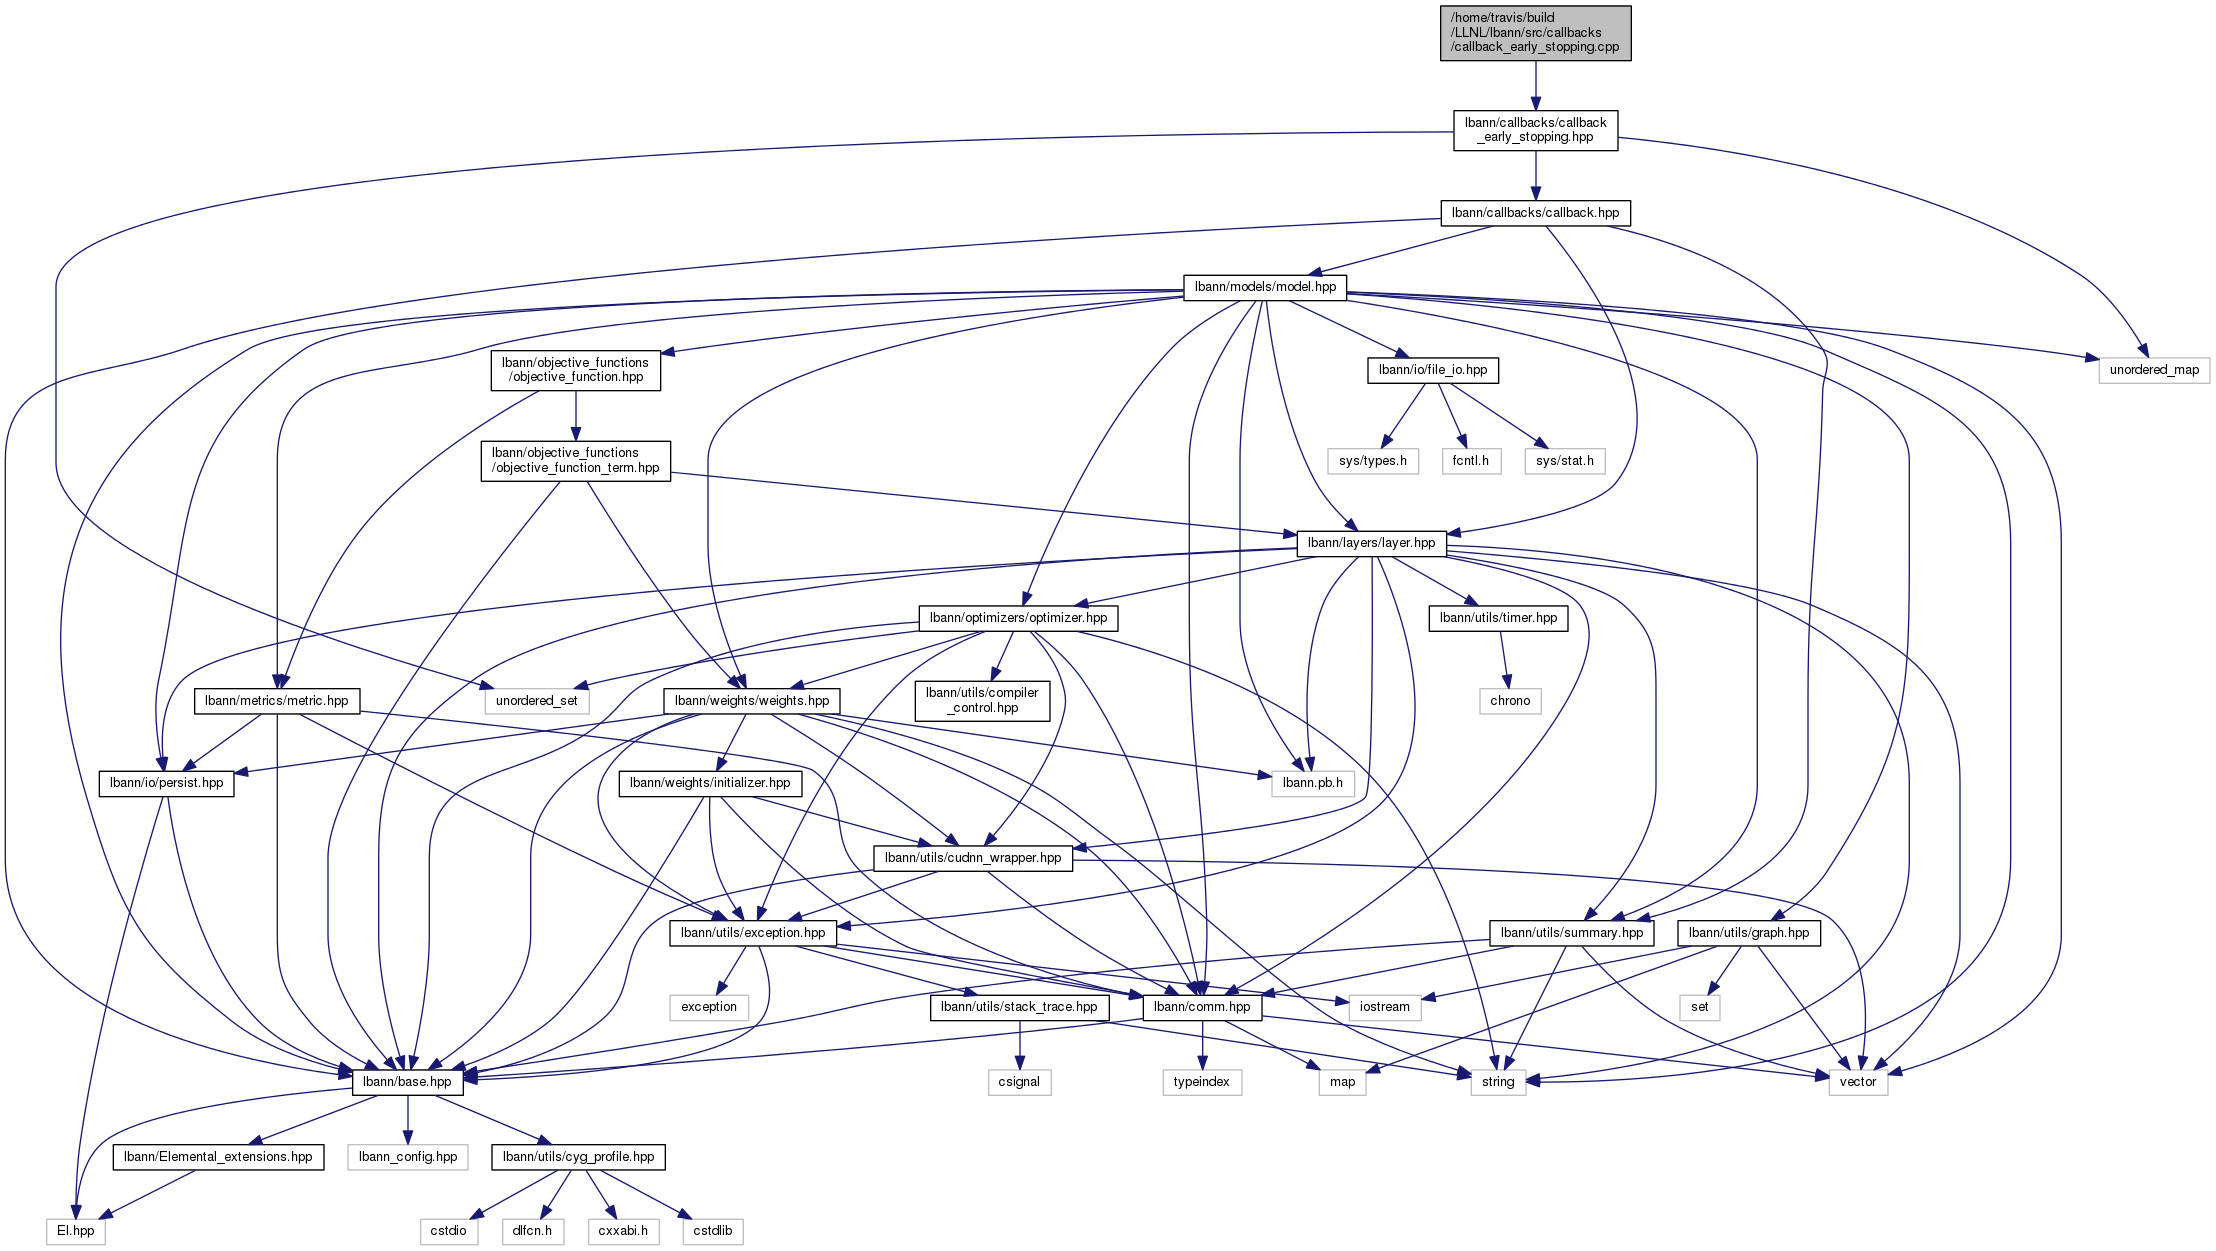 /home/travis/build
/LLNL/lbann/src/callbacks
/callback_early_stopping.cpp
lbann/callbacks/callback
_early_stopping.hpp
lbann/callbacks/callback.hpp
lbann/models/model.hpp
lbann/objective_functions
/objective_function.hpp
lbann/io/file_io.hpp
unordered_map
lbann/objective_functions
/objective_function_term.hpp
sys/types.h
fcntl.h
sys/stat.h
lbann/layers/layer.hpp
lbann/optimizers/optimizer.hpp
lbann/utils/timer.hpp
lbann/metrics/metric.hpp
unordered_set
lbann/weights/weights.hpp
lbann/utils/compiler
_control.hpp
chrono
lbann/io/persist.hpp
lbann/weights/initializer.hpp
lbann.pb.h
lbann/utils/cudnn_wrapper.hpp
lbann/utils/exception.hpp
lbann/utils/summary.hpp
lbann/utils/graph.hpp
exception
lbann/utils/stack_trace.hpp
lbann/comm.hpp
iostream
set
lbann/base.hpp
csignal
typeindex
map
string
vector
lbann/Elemental_extensions.hpp
lbann_config.hpp
lbann/utils/cyg_profile.hpp
El.hpp
cstdio
dlfcn.h
cxxabi.h
cstdlib